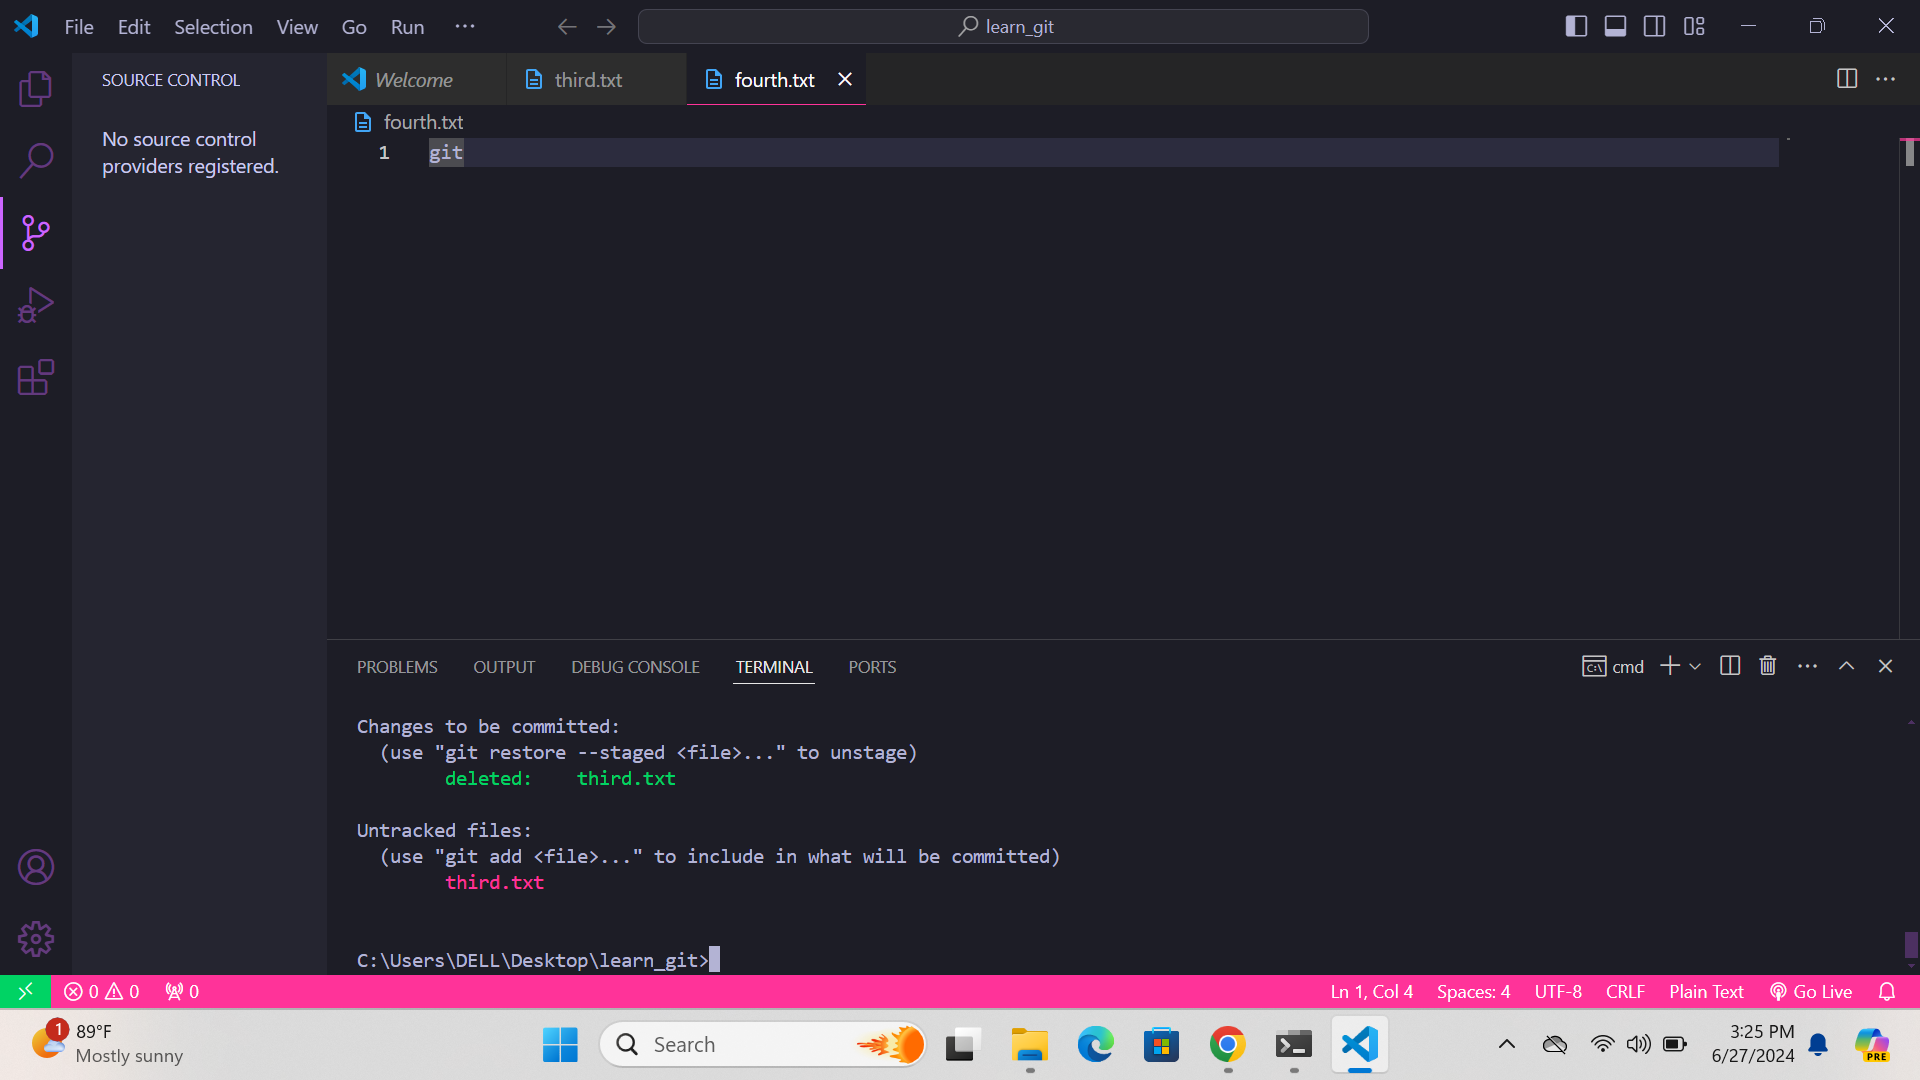 File Edit Selection View Go Run ···
learn_git
SOURCE CONTROL
No source control
providers registered.
Welcome
third.txt
fourth.txt
fourth.txt
1 git
PROBLEMS OUTPUT DEBUG CONSOLE TERMINAL PORTS
cmd
Changes to be committed:
(use "git restore --staged <file>..." to unstage)
deleted: third.txt
Untracked files:
(use "git add <file>..." to include in what will be committed)
third.txt
C:\Users\DELL\Desktop\learn_git>
0 0 0
Ln 1, Col 4 Spaces: 4 UTF-8 CRLF Plain Text Go Live
1
89°F
Mostly sunny
Search
3:25 PM
6/27/2024
PRE